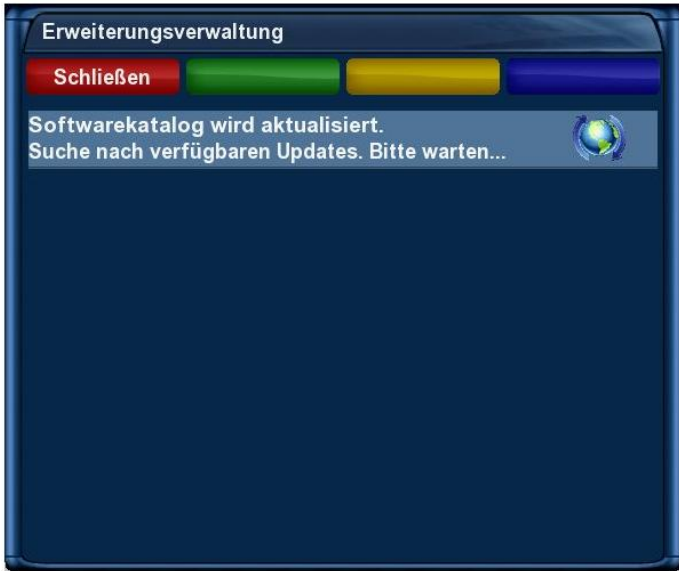 Erweiterungsverwaltung
Schließen
Softwarekatalog wird aktualisiert.
Suche nach verfügbaren Updates. Bitte warten...